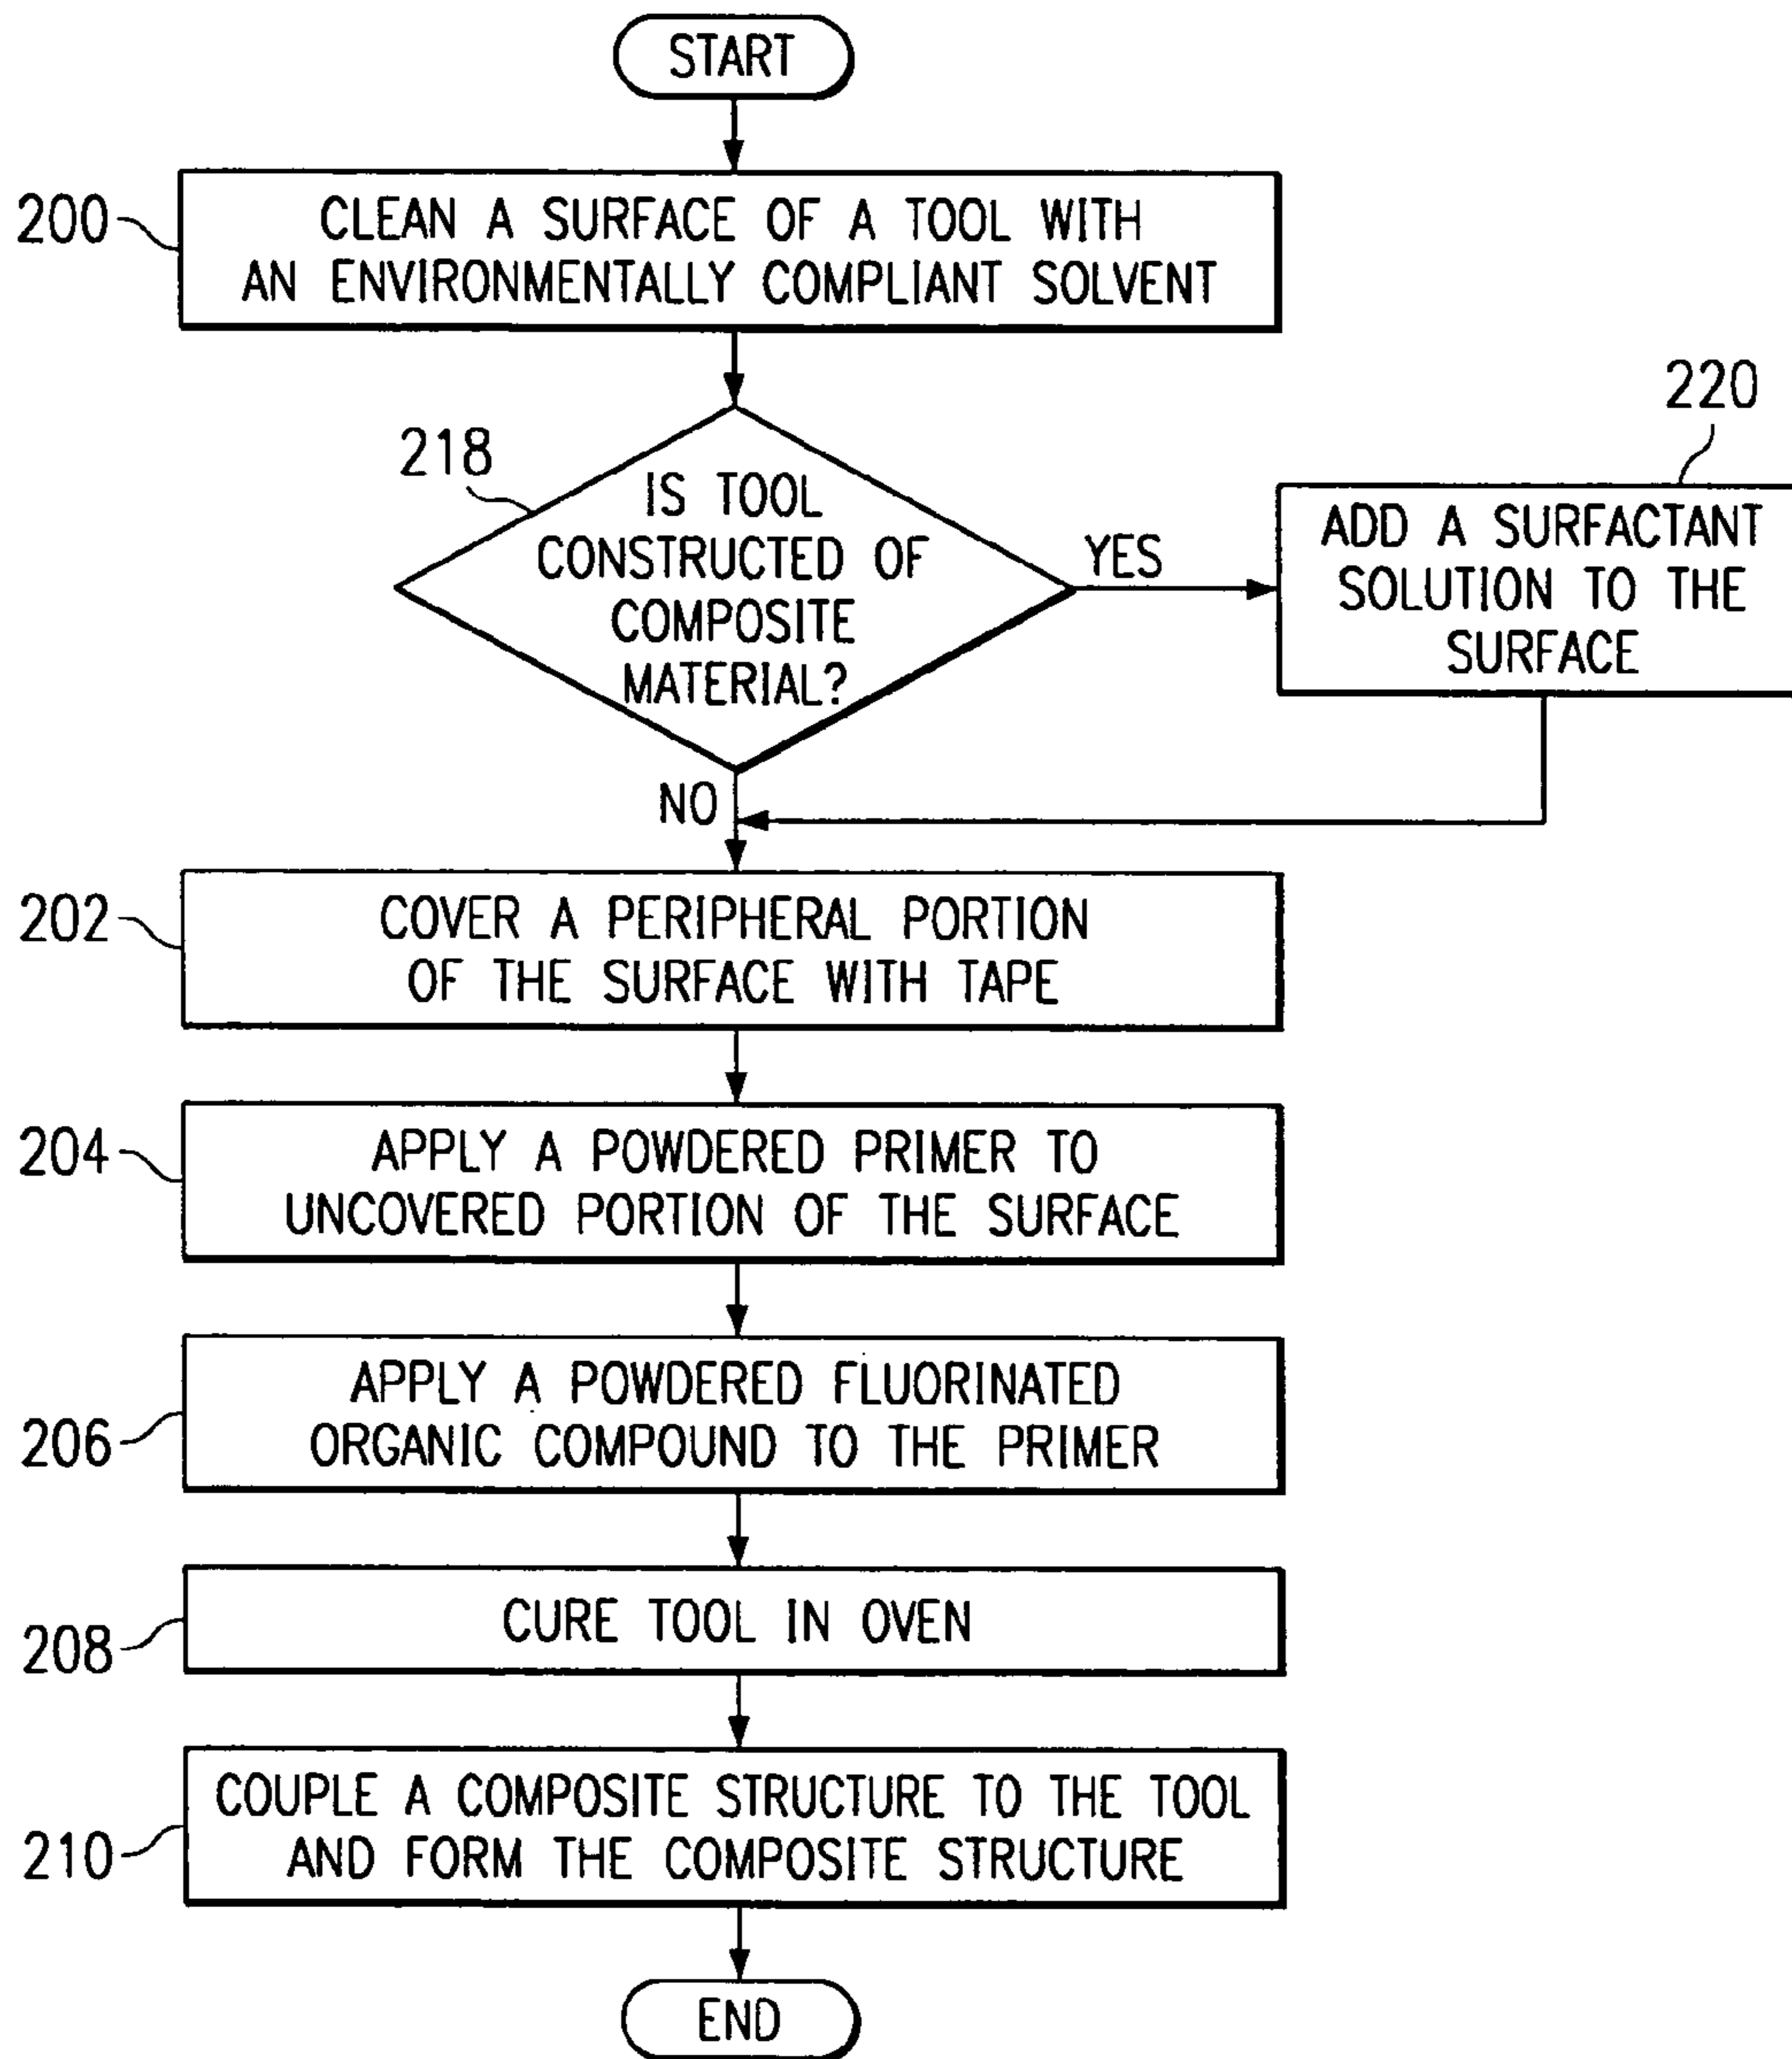 START
200
CLEAN A SURFACE OF A TOOL WITH
AN ENVIRONMENTALLY COMPLIANT SOLVENT
218
IS TOOL
CONSTRUCTED OF
COMPOSITE
MATERIAL?
YES
220
ADD A SURFACTANT
SOLUTION TO THE
SURFACE
NO
202
COVER A PERIPHERAL PORTION
OF THE SURFACE WITH TAPE
204
APPLY A POWDERED PRIMER TO
UNCOVERED PORTION OF THE SURFACE
206
APPLY A POWDERED FLUORINATED
ORGANIC COMPOUND TO THE PRIMER
208
CURE TOOL IN OVEN
210
COUPLE A COMPOSITE STRUCTURE TO THE TOOL
AND FORM THE COMPOSITE STRUCTURE
END